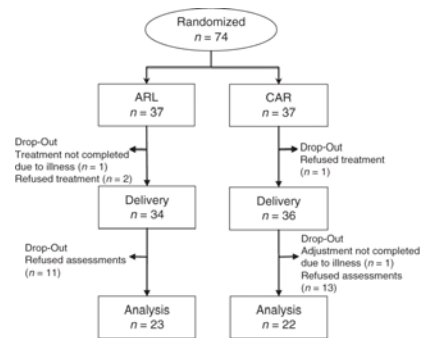 Randomized
n = 74
ARL
n = 37
CAR
n = 37
Drop-Out
Treatment not completed
due to illness (n = 1)
Refused treatment (n = 2)
Drop-Out
Refused treatment
(n = 1)
Delivery
n = 34
Delivery
n = 36
Drop-Out
Refused assessments
(n = 11)
Drop-Out
Adjustment not completed
due to illness (n = 1)
Refused assessments
(n = 13)
Analysis
n = 23
Analysis
n = 22